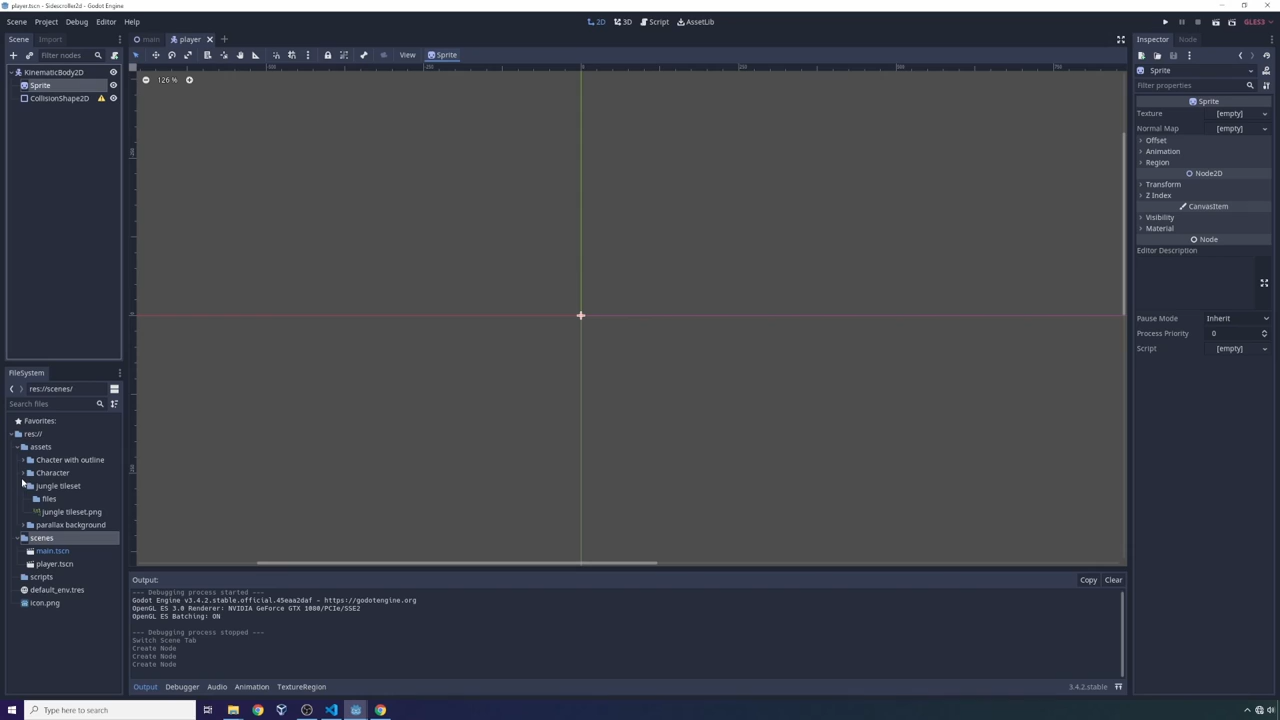 player.tscn - Sidescroller2d - Godot Engine
Scene Project Debug Editor Help
2D 3D Script AssetLib
GLES3
Scene Import
main player
Inspector Node
Filter nodes
View Sprite
KinematicBody2D
Sprite
CollisionShape2D
126 %
Sprite
Filter properties
Sprite
Texture [empty]
Normal Map [empty]
Offset
Animation
Region
Node2D
Transform
Z Index
CanvasItem
Visibility
Material
Node
Editor Description
Pause Mode Inherit
Process Priority 0
Script [empty]
FileSystem
res://scenes/
Search files
Favorites:
res://
assets
Chacter with outline
Character
jungle tileset
files
jungle tileset.png
parallax background
scenes
main.tscn
player.tscn
scripts
default_env.tres
icon.png
Output:
Copy Clear
--- Debugging process started ---
Godot Engine v3.4.2.stable.official.45eaa2daf - https://godotengine.org
OpenGL ES 3.0 Renderer: NVIDIA GeForce GTX 1080/PCIe/SSE2
OpenGL ES Batching: ON
--- Debugging process stopped ---
Switch Scene Tab
Create Node
Create Node
Create Node
Output Debugger Audio Animation TextureRegion
3.4.2.stable
Type here to search